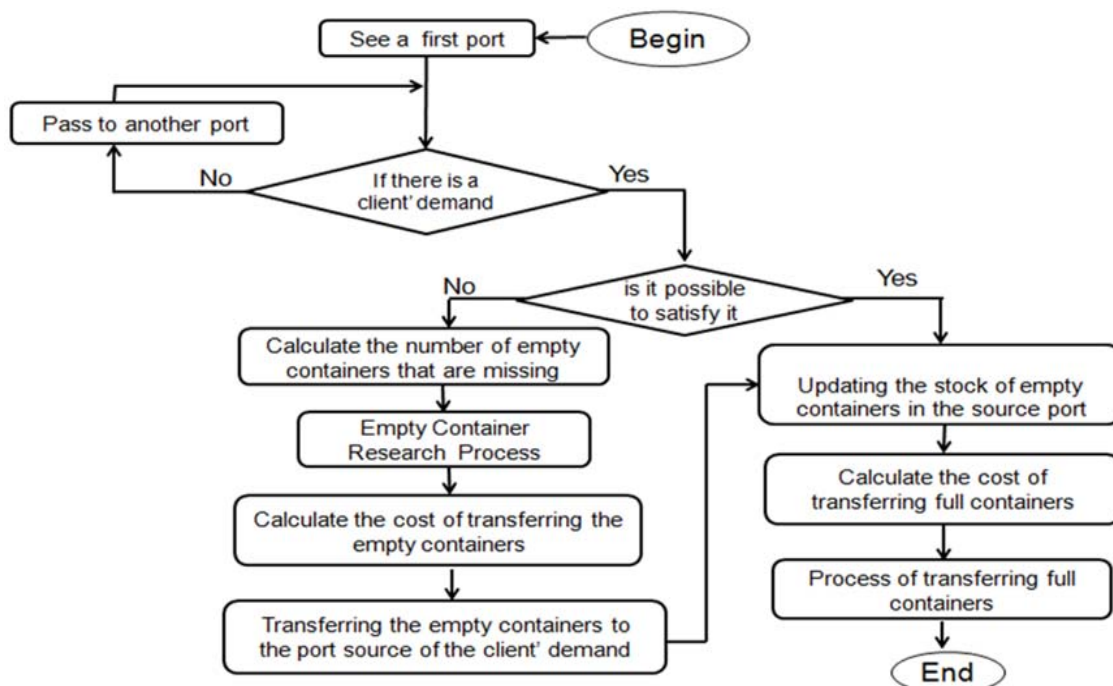 Begin
See a first port
Pass to another port
No
If there is a
client' demand
Yes
No
is it possible
to satisfy it
Yes
Calculate the number of empty
containers that are missing
Empty Container
Research Process
Calculate the cost of transferring the
empty containers
Transferring the empty containers to
the port source of the client' demand
Updating the stock of empty
containers in the source port
Calculate the cost of
transferring full containers
Process of transferring full
containers
End